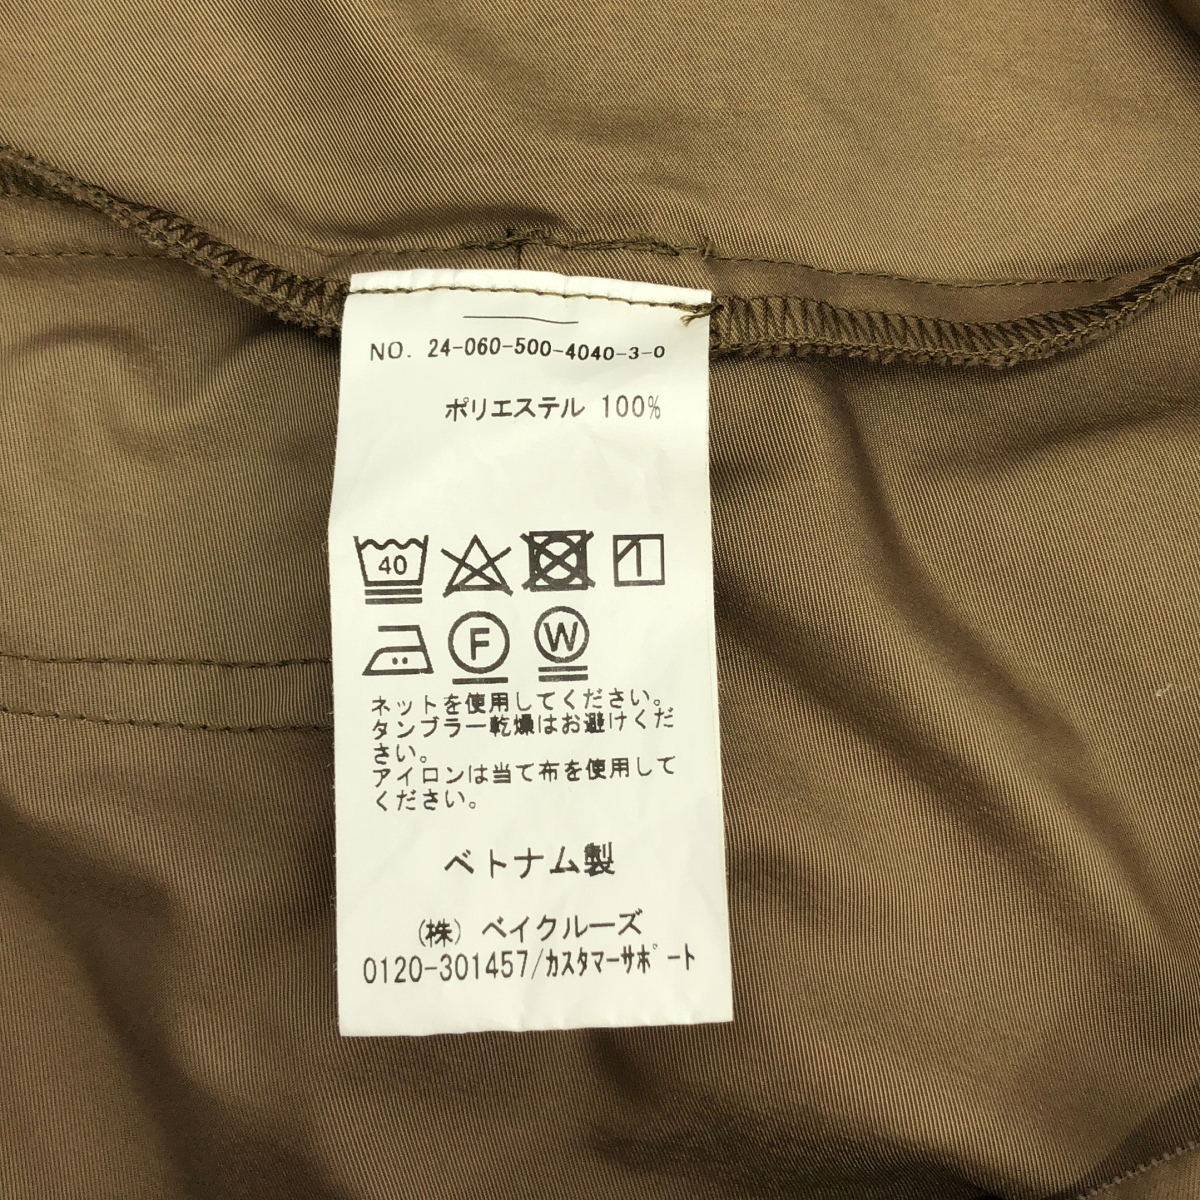 NO. 24-060-500-4040-3-0
ポリエステル 100%
40
F W
ネットを使用してください。
タンブラー乾燥はお避けくだ
さい。
アイロンは当て布を使用して
ください。
ベトナム製
(株) ベイクルーズ
0120-301457/カスタマーサポート